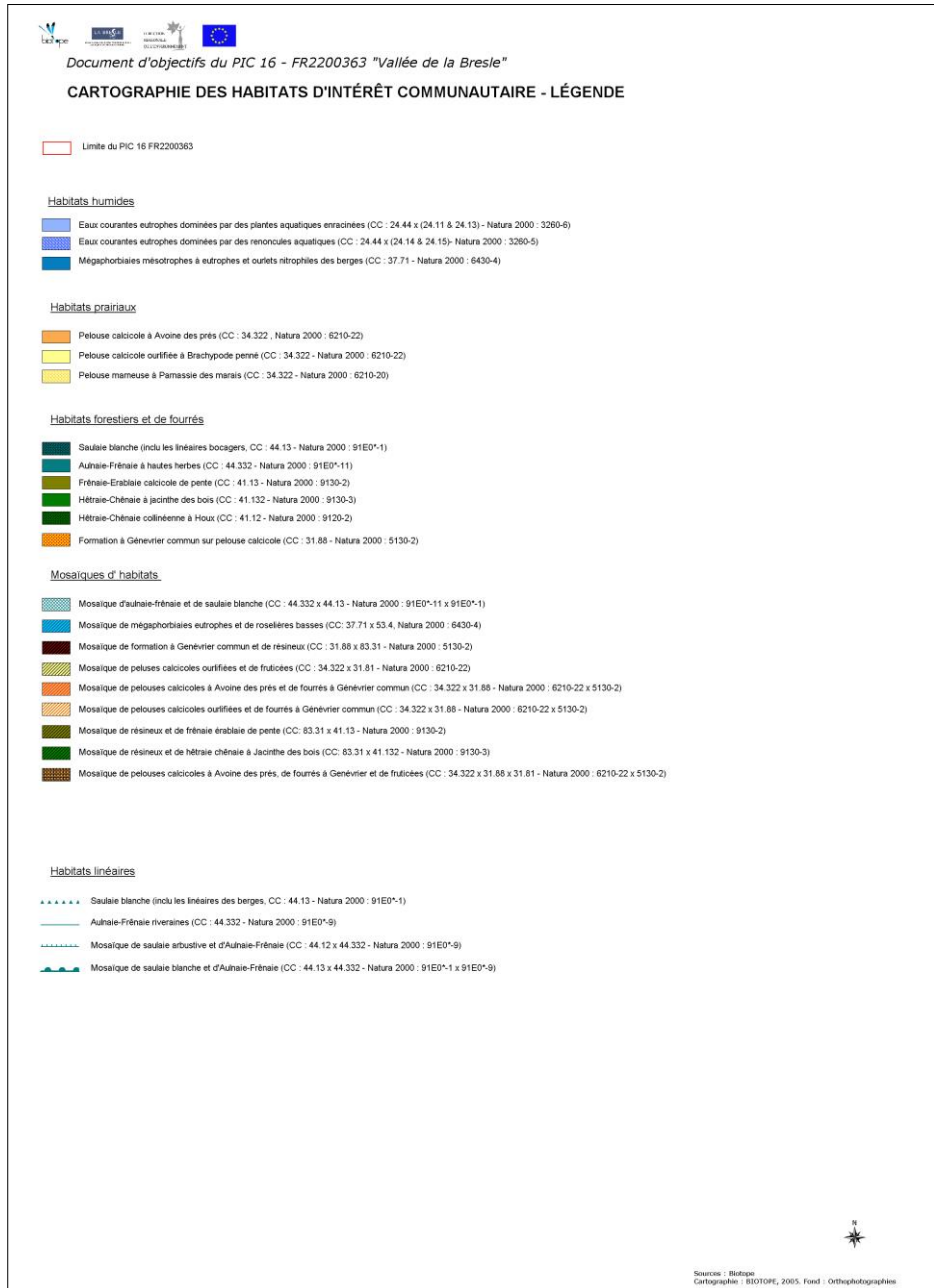 biotope
LA BRESLE
DIRECTION
REGIONALE
DE L'ENVIRONNEMENT
Document d'objectifs du PIC 16 - FR2200363 "Vallée de la Bresle"
CARTOGRAPHIE DES HABITATS D'INTÉRÊT COMMUNAUTAIRE - LÉGENDE
Limite du PIC 16 FR2200363
Habitats humides
Eaux courantes eutrophes dominées par des plantes aquatiques enracinées (CC : 24.44 x (24.11 & 24.13) - Natura 2000 : 3260-6)
Eaux courantes eutrophes dominées par des renoncules aquatiques (CC : 24.44 x (24.14 & 24.15)- Natura 2000 : 3260-5)
Mégaphorbiaies mésotrophes à eutrophes et ourlets nitrophiles des berges (CC : 37.71 - Natura 2000 : 6430-4)
Habitats prairiaux
Pelouse calcicole à Avoine des prés (CC : 34.322 , Natura 2000 : 6210-22)
Pelouse calcicole ourlifiée à Brachypode penné (CC : 34.322 - Natura 2000 : 6210-22)
Pelouse marneuse à Parnassie des marais (CC : 34.322 - Natura 2000 : 6210-20)
Habitats forestiers et de fourrés
Saulaie blanche (inclu les linéaires bocagers, CC : 44.13 - Natura 2000 : 91E0*-1)
Aulnaie-Frênaie à hautes herbes (CC : 44.332 - Natura 2000 : 91E0*-11)
Frênaie-Erablaie calcicole de pente (CC : 41.13 - Natura 2000 : 9130-2)
Hêtraie-Chênaie à jacinthe des bois (CC : 41.132 - Natura 2000 : 9130-3)
Hêtraie-Chênaie collinéenne à Houx (CC : 41.12 - Natura 2000 : 9120-2)
Formation à Génevrier commun sur pelouse calcicole (CC : 31.88 - Natura 2000 : 5130-2)
Mosaïques d' habitats
Mosaïque d'aulnaie-frênaie et de saulaie blanche (CC : 44.332 x 44.13 - Natura 2000 : 91E0*-11 x 91E0*-1)
Mosaïque de mégaphorbiaies eutrophes et de roselières basses (CC: 37.71 x 53.4, Natura 2000 : 6430-4)
Mosaïque de formation à Genévrier commun et de résineux (CC : 31.88 x 83.31 - Natura 2000 : 5130-2)
Mosaïque de peluses calcicoles ourlifiées et de fruticées (CC : 34.322 x 31.81 - Natura 2000 : 6210-22)
Mosaïque de pelouses calcicoles à Avoine des prés et de fourrés à Génévrier commun (CC : 34.322 x 31.88 - Natura 2000 : 6210-22 x 5130-2)
Mosaïque de pelouses calcicoles ourlifiées et de fourrés à Génévrier commun (CC : 34.322 x 31.88 - Natura 2000 : 6210-22 x 5130-2)
Mosaïque de résineux et de frênaie érablaie de pente (CC: 83.31 x 41.13 - Natura 2000 : 9130-2)
Mosaïque de résineux et de hêtraie chênaie à Jacinthe des bois (CC: 83.31 x 41.132 - Natura 2000 : 9130-3)
Mosaïque de pelouses calcicoles à Avoine des prés, de fourrés à Genévrier et de fruticées (CC : 34.322 x 31.88 x 31.81 - Natura 2000 : 6210-22 x 5130-2)
Habitats linéaires
Saulaie blanche (inclu les linéaires des berges, CC : 44.13 - Natura 2000 : 91E0*-1)
Aulnaie-Frênaie riveraines (CC : 44.332 - Natura 2000 : 91E0*-9)
Mosaïque de saulaie arbustive et d'Aulnaie-Frênaie (CC : 44.12 x 44.332 - Natura 2000 : 91E0*-9)
Mosaïque de saulaie blanche et d'Aulnaie-Frênaie (CC : 44.13 x 44.332 - Natura 2000 : 91E0*-1 x 91E0*-9)
N
Sources : Biotope
Cartographie : BIOTOPE, 2005. Fond : Orthophotographies